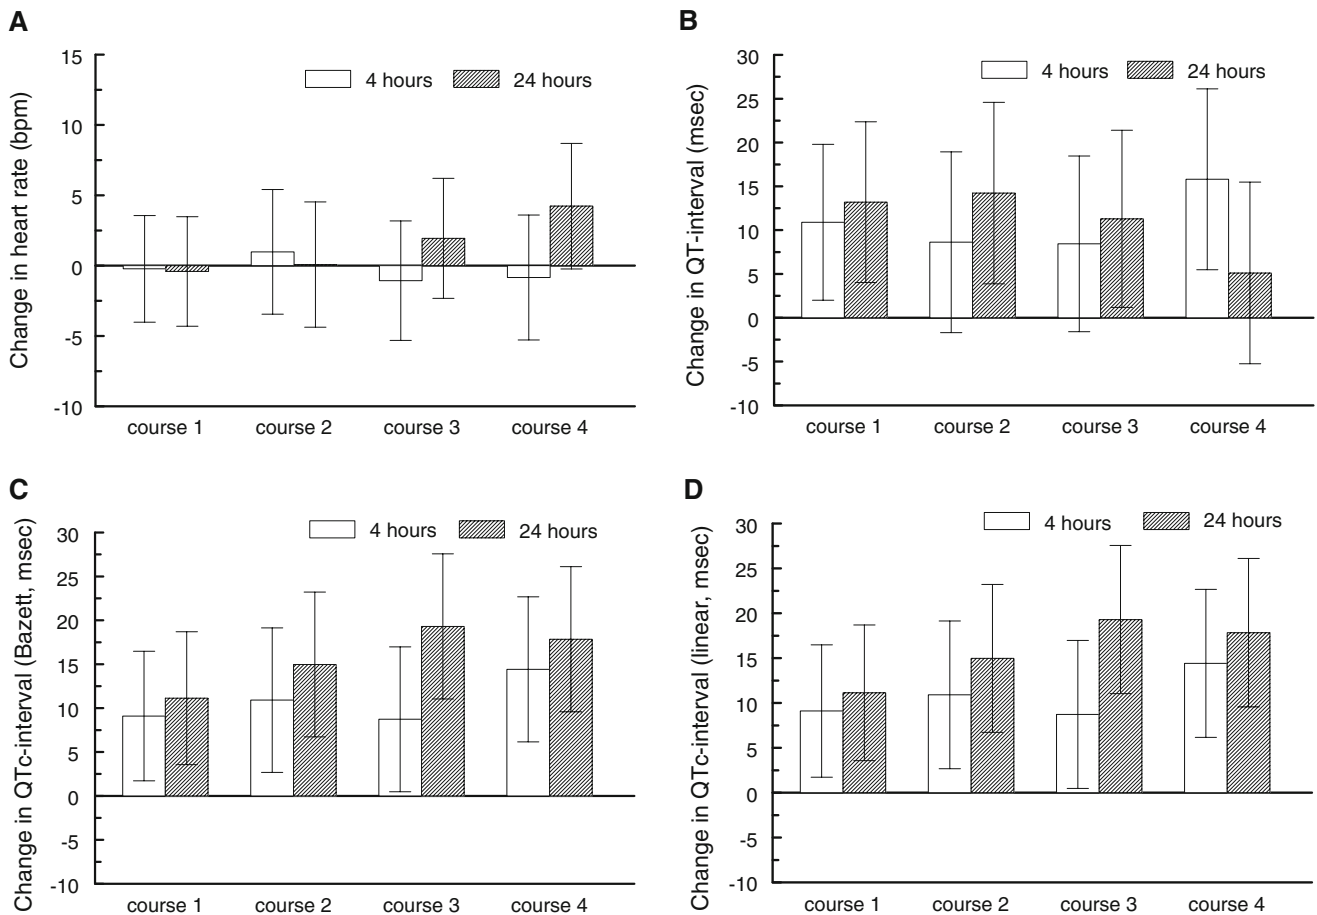 A
Change in heart rate (bpm)
15
10
5
0
-5
-10
4 hours
24 hours
course 1
course 2
course 3
course 4
B
Change in QT-interval (msec)
30
25
20
15
10
5
0
-5
-10
4 hours
24 hours
course 1
course 2
course 3
course 4
C
Change in QTc-interval (Bazett, msec)
30
25
20
15
10
5
0
-5
-10
4 hours
24 hours
course 1
course 2
course 3
course 4
D
Change in QTc-interval (linear, msec)
30
25
20
15
10
5
0
-5
-10
4 hours
24 hours
course 1
course 2
course 3
course 4